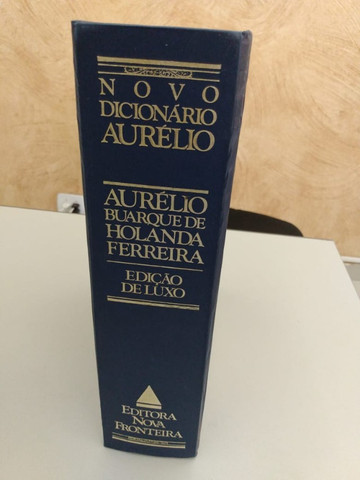 NOVO
DICIONÁRIO
AURÉLIO
AURÉLIO
BUARQUE DE
HOLANDA
FERREIRA
EDIÇÃO
DE LUXO
EDITORA
NOVA
FRONTEIRA